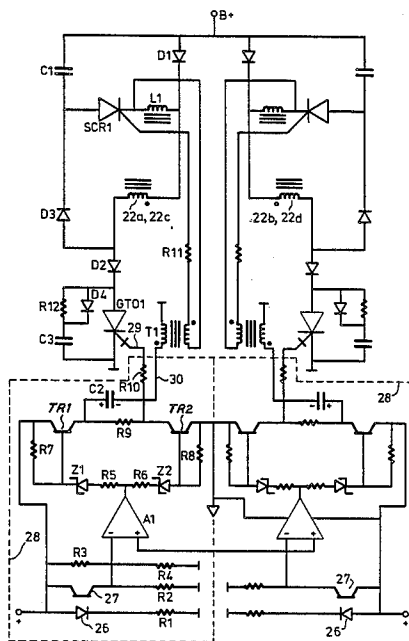 B+
D1
C1
L1
SCR1
22a, 22c
22b, 22d
D3
R11
D2
R12
D4
GTO1
29
T1
C3
R10
30
28
C2
TR1
TR2
R9
R7
R8
Z1
R5
R6
Z2
A1
- +
- +
28
R3
R4
27
R2
27
+
26
R1
26
+